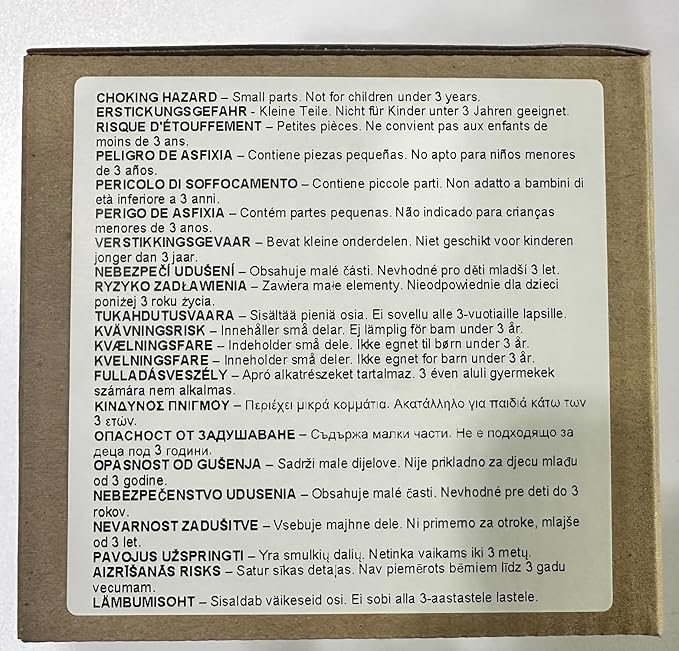 CHOKING HAZARD – Small parts. Not for children under 3 years.
ERSTICKUNGSGEFAHR - Kleine Teile. Nicht für Kinder unter 3 Jahren geeignet.
RISQUE D'ÉTOUFFEMENT – Petites pièces. Ne convient pas aux enfants de
moins de 3 ans.
PELIGRO DE ASFIXIA – Contiene piezas pequeñas. No apto para niños menores
de 3 años.
PERICOLO DI SOFFOCAMENTO – Contiene piccole parti. Non adatto a bambini di
età inferiore a 3 anni.
PERIGO DE ASFIXIA – Contém partes pequenas. Não indicado para crianças
menores de 3 anos.
VERSTIKKINGSGEVAAR – Bevat kleine onderdelen. Niet geschikt voor kinderen
jonger dan 3 jaar.
NEBEZPEČÍ UDUŠENÍ – Obsahuje malé části. Nevhodné pro děti mladší 3 let.
RYZYKO ZADŁAWIENIA – Zawiera małe elementy. Nieodpowiednie dla dzieci
poniżej 3 roku życia.
TUKAHDUTUSVAARA – Sisältää pieniä osia. Ei sovellu alle 3-vuotiaille lapsille.
KVÄVNINGSRISK – Innehåller små delar. Ej lämplig för barn under 3 år.
KVÆLNINGSFARE – Indeholder små dele. Ikke egnet til børn under 3 år.
KVELNINGSFARE – Inneholder små deler. Ikke egnet for barn under 3 år.
FULLADÁSVESZÉLY – Apró alkatrészeket tartalmaz. 3 éven aluli gyermekek
számára nem alkalmas.
ΚΙΝΔΥΝΟΣ ΠΝΙΓΜΟΥ – Περιέχει μικρά κομμάτια. Ακατάλληλο για παιδιά κάτω των
3 ετών.
ОПАСНОСТ ОТ ЗАДУШАВАНЕ – Съдържа малки части. Не е подходящо за
деца под 3 години.
OPASNOST OD GUŠENJA – Sadrži male dijelove. Nije prikladno za djecu mlađu
od 3 godine.
NEBEZPEČENSTVO UDUSENIA – Obsahuje malé časti. Nevhodné pre deti do 3
rokov.
NEVARNOST ZADUŠITVE – Vsebuje majhne dele. Ni primerno za otroke, mlajše
od 3 let.
PAVOJUS UŽSPRINGTI – Yra smulkių dalių. Netinka vaikams iki 3 metų.
AIZRĪŠANĀS RISKS – Satur sīkas detaļas. Nav piemērots bērniem līdz 3 gadu
vecumam.
LÄMBUMISOHT – Sisaldab väikeseid osi. Ei sobi alla 3-aastastele lastele.